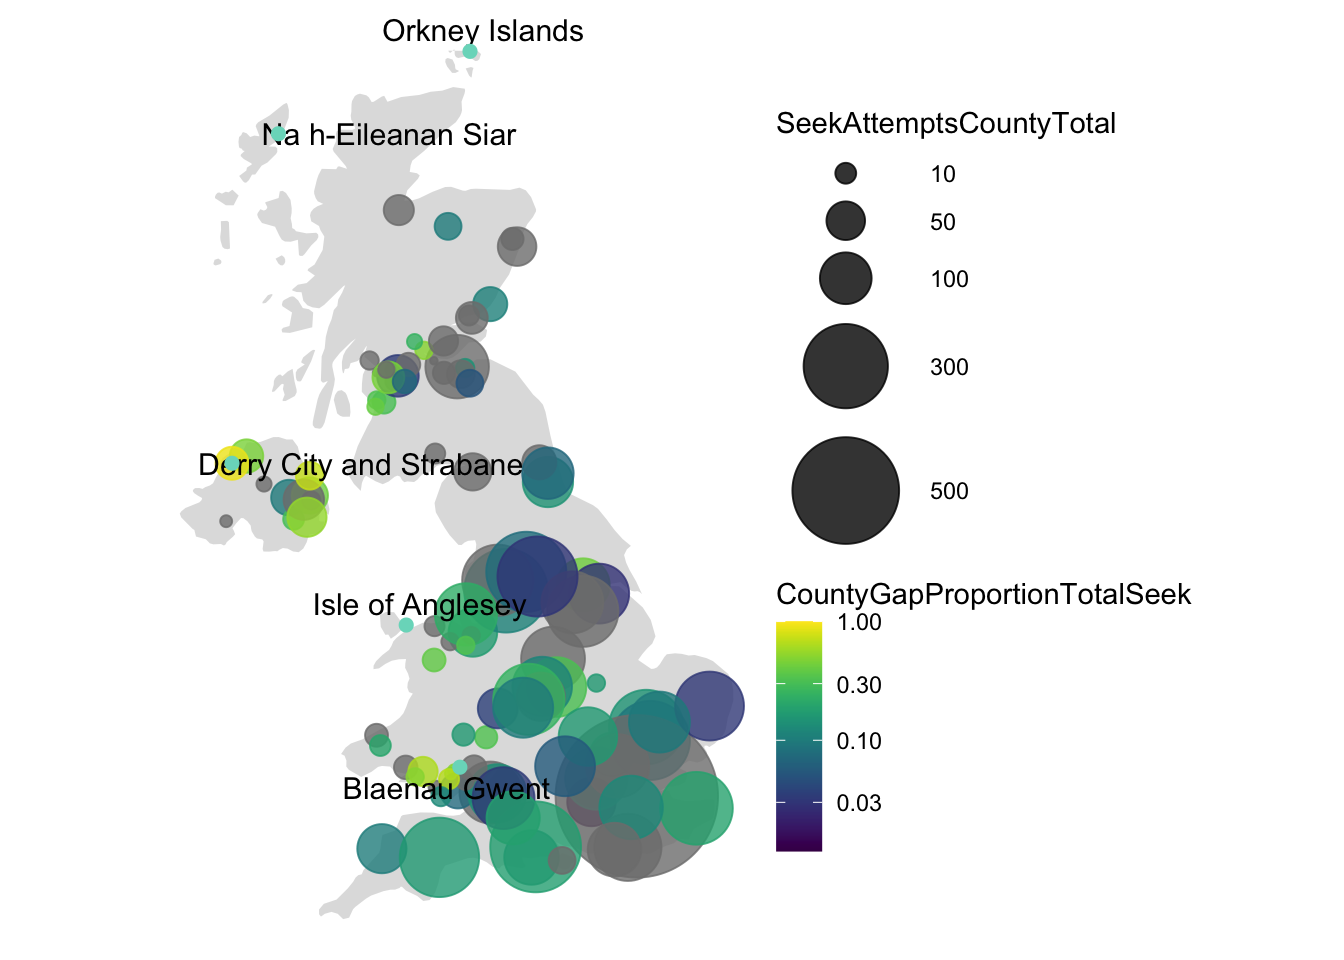 Orkney Islands
Na h-Eileanan Siar
Derry City and Strabane
Isle of Anglesey
Blaenau Gwent
SeekAttemptsCountyTotal
10
50
100
300
500
CountyGapProportionTotalSeek
1.00
0.30
0.10
0.03